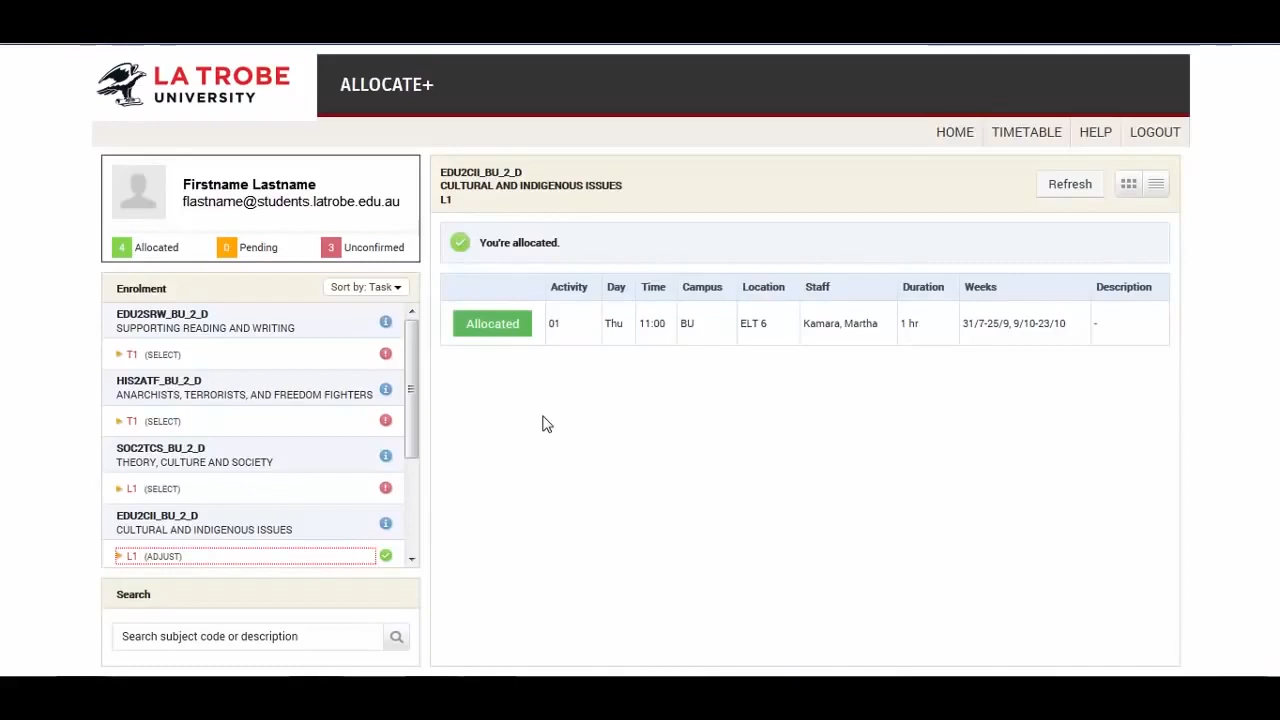 LA TROBE
UNIVERSITY
ALLOCATE+
HOME TIMETABLE HELP LOGOUT
Firstname Lastname
flastname@students.latrobe.edu.au
4 Allocated 0 Pending 3 Unconfirmed
Enrolment Sort by: Task
EDU2SRW_BU_2_D
SUPPORTING READING AND WRITING
T1 (SELECT)
HIS2ATF_BU_2_D
ANARCHISTS, TERRORISTS, AND FREEDOM FIGHTERS
T1 (SELECT)
SOC2TCS_BU_2_D
THEORY, CULTURE AND SOCIETY
L1 (SELECT)
EDU2CII_BU_2_D
CULTURAL AND INDIGENOUS ISSUES
L1 (ADJUST)
Search
Search subject code or description
EDU2CII_BU_2_D
CULTURAL AND INDIGENOUS ISSUES
L1
Refresh
You're allocated.
Activity Day Time Campus Location Staff Duration Weeks Description
Allocated 01 Thu 11:00 BU ELT 6 Kamara, Martha 1 hr 31/7-25/9, 9/10-23/10 -